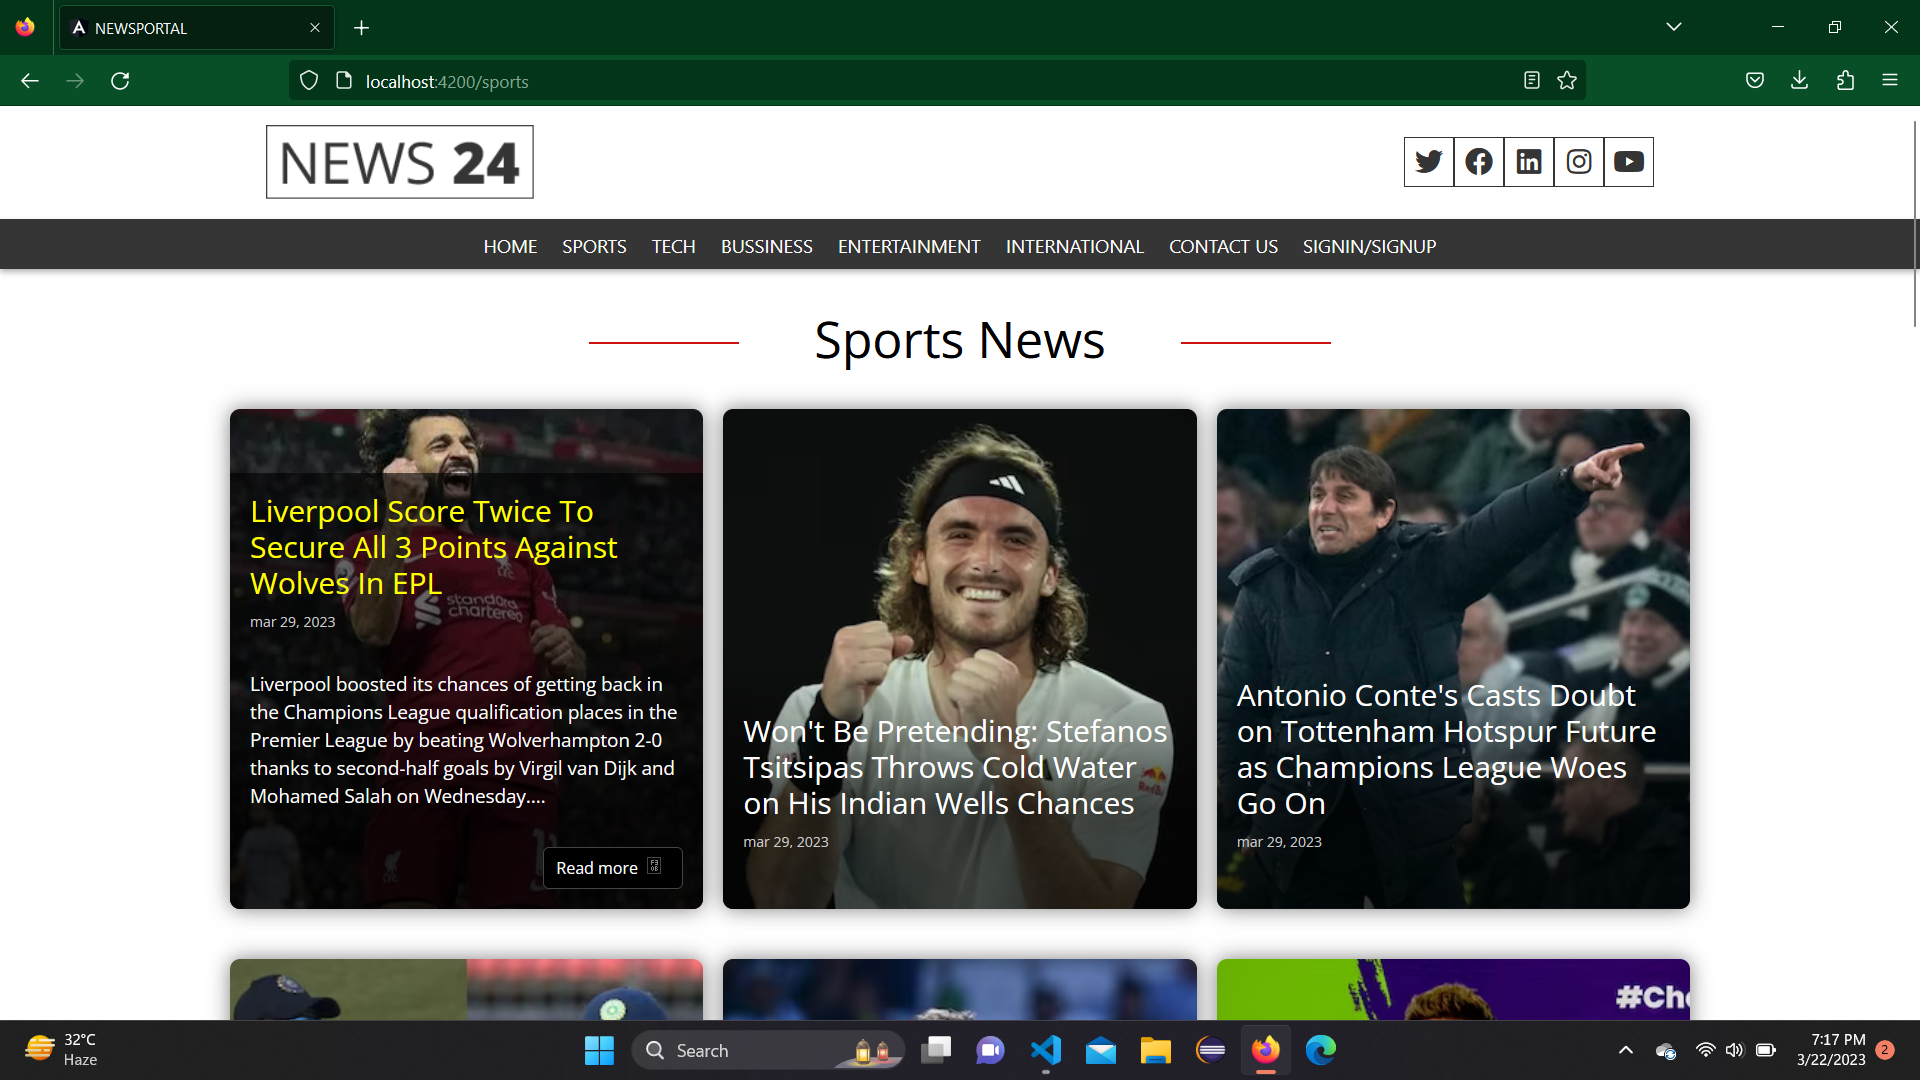 NEWSPORTAL
localhost:4200/sports
NEWS 24
HOME SPORTS TECH BUSSINESS ENTERTAINMENT INTERNATIONAL CONTACT US SIGNIN/SIGNUP
Sports News
Liverpool Score Twice To
Secure All 3 Points Against
Wolves In EPL
standard
chartered
mar 29, 2023
Liverpool boosted its chances of getting back in
the Champions League qualification places in the
Premier League by beating Wolverhampton 2-0
thanks to second-half goals by Virgil van Dijk and
Mohamed Salah on Wednesday....
Read more
Won't Be Pretending: Stefanos
Tsitsipas Throws Cold Water
on His Indian Wells Chances
mar 29, 2023
Red Bull
Antonio Conte's Casts Doubt
on Tottenham Hotspur Future
as Champions League Woes
Go On
mar 29, 2023
#Che
32°C
Haze
Search
7:17 PM
3/22/2023
2